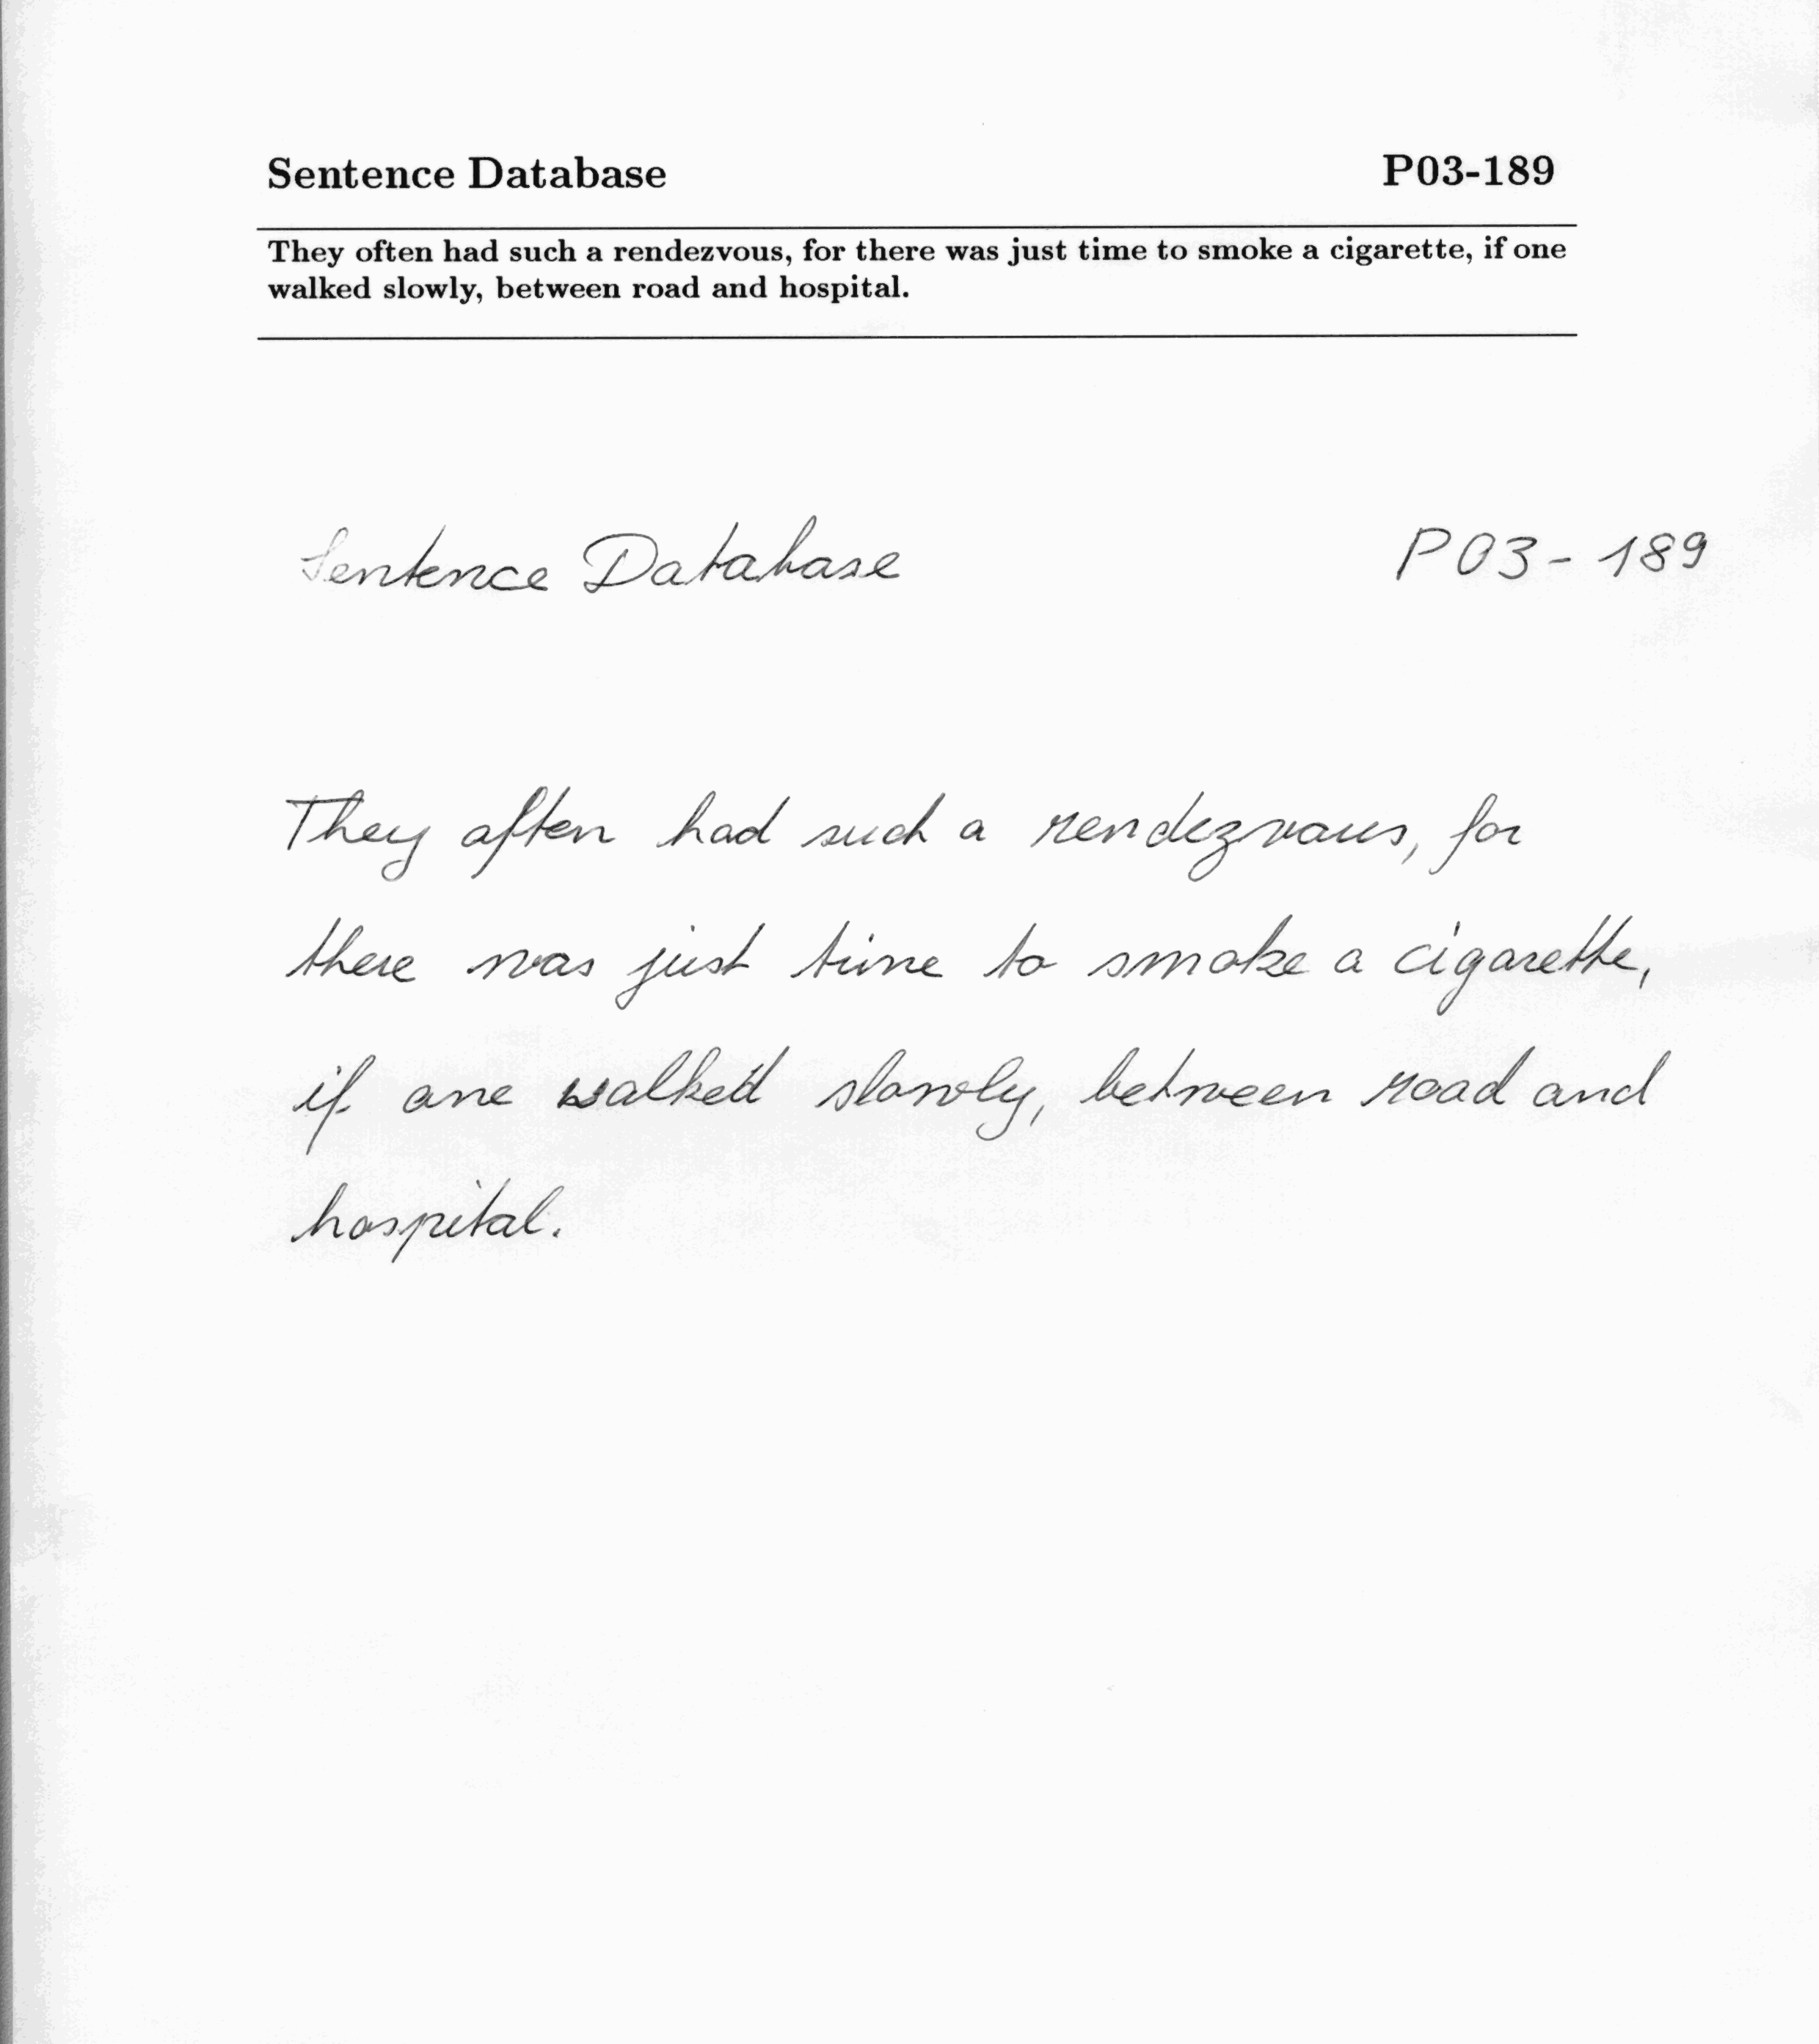 Sentence Database P03-189
They often had such a rendezvous, for there was just time to smoke a cigarette, if one
walked slowly, between road and hospital.
Sentence Database P03-189
They often had such a rendezvous, for
there was just time to smoke a cigarette,
if one walked slowly, between road and
hospital.